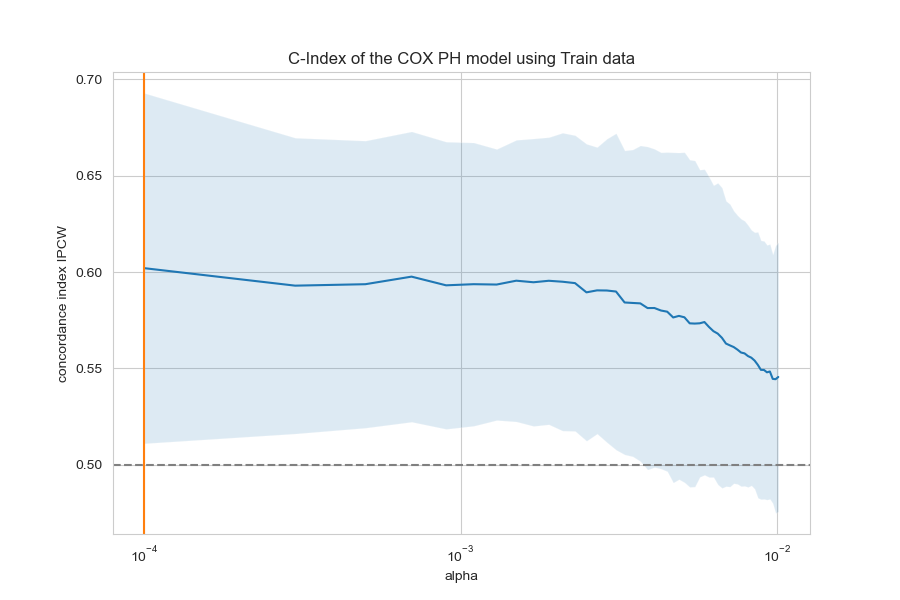 C-Index of the COX PH model using Train data
concordance index IPCW
0.70
0.65
0.60
0.55
0.50
10⁻⁴
10⁻³
10⁻²
alpha